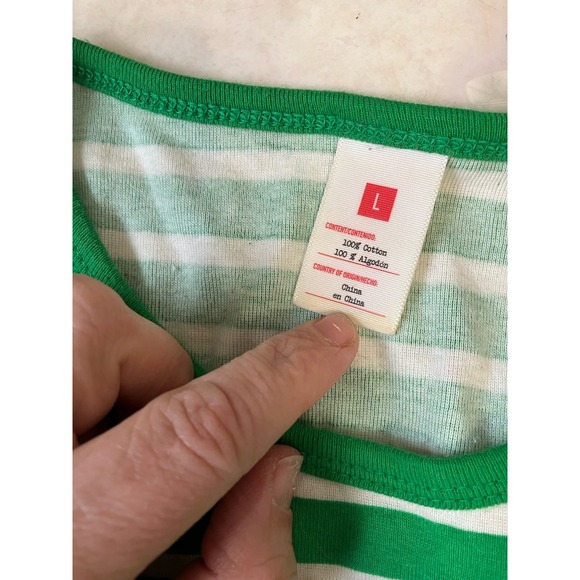 L
CONTENT/CONTENIDO:
100% Cotton
100 % Algodón
COUNTRY OF ORIGIN/HECHO:
China
en China